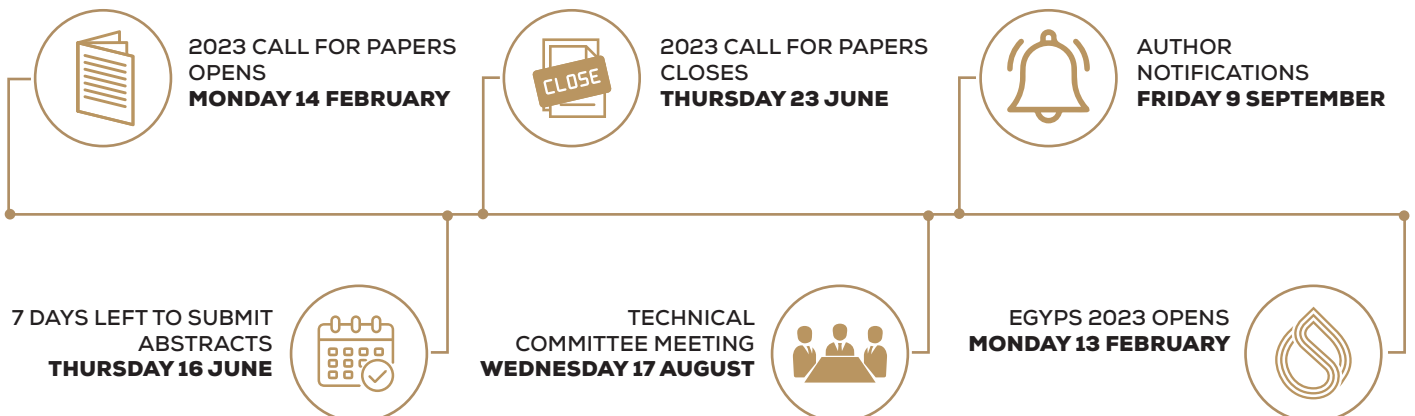 2023 CALL FOR PAPERS
OPENS
MONDAY 14 FEBRUARY
CLOSE
2023 CALL FOR PAPERS
CLOSES
THURSDAY 23 JUNE
AUTHOR
NOTIFICATIONS
FRIDAY 9 SEPTEMBER
7 DAYS LEFT TO SUBMIT
ABSTRACTS
THURSDAY 16 JUNE
TECHNICAL
COMMITTEE MEETING
WEDNESDAY 17 AUGUST
EGYPS 2023 OPENS
MONDAY 13 FEBRUARY